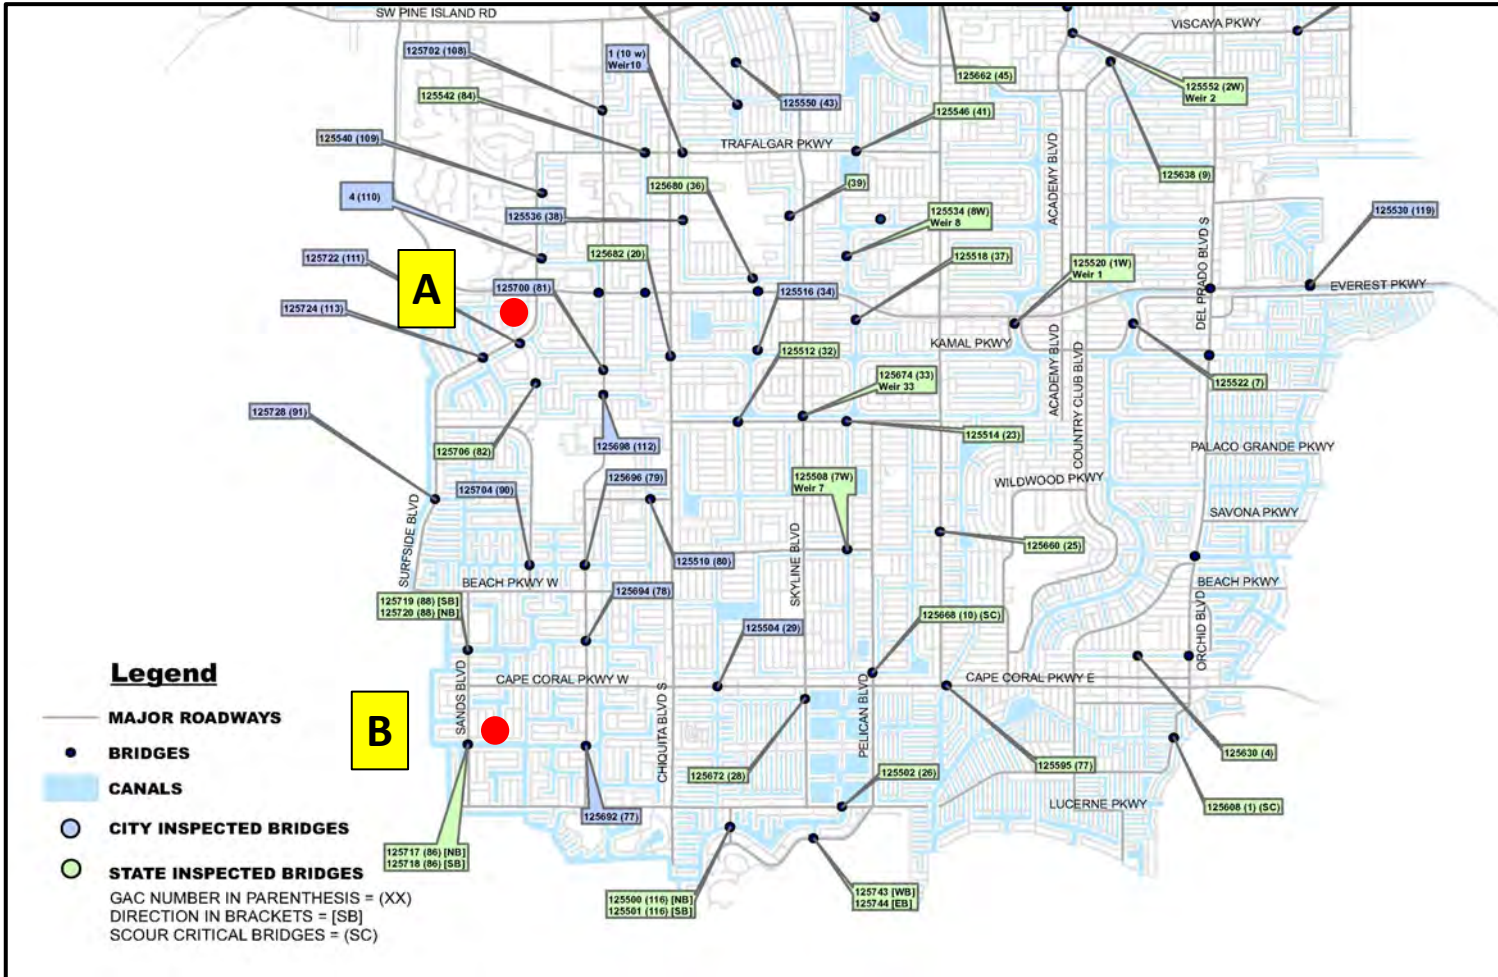 SW PINE ISLAND RD
VISCAYA PKWY
125702 (108)
1 (10 w)
Weir10
125662 (45)
125552 (2W)
Weir 2
125542 (84)
125550 (43)
125546 (41)
125540 (109)
TRAFALGAR PKWY
ACADEMY BLVD
125638 (9)
4 (110)
125680 (36)
(39)
125536 (38)
125534 (8W)
Weir 8
125530 (119)
DEL PRADO BLVD S
125722 (111)
125682 (20)
125518 (37)
125520 (1W)
Weir 1
A
125700 (81)
125516 (34)
EVEREST PKWY
125724 (113)
KAMAL PKWY
125512 (32)
ACADEMY BLVD
COUNTRY CLUB BLVD
125674 (33)
Weir 33
125522 (7)
125728 (91)
125706 (82)
125698 (112)
125514 (23)
PALACO GRANDE PKWY
125704 (90)
125696 (79)
125508 (7W)
Weir 7
WILDWOOD PKWY
SURFSIDE BLVD
SAVONA PKWY
125510 (80)
SKYLINE BLVD
125660 (25)
BEACH PKWY W
BEACH PKWY
125719 (88) [SB]
125720 (88) [NB]
125694 (78)
125668 (10) (SC)
ORCHID BLVD
125504 (29)
Legend
SANDS BLVD
CAPE CORAL PKWY W
CHIQUITA BLVD S
PELICAN BLVD
CAPE CORAL PKWY E
MAJOR ROADWAYS
B
BRIDGES
125672 (28)
125502 (26)
125595 (77)
125630 (4)
CANALS
LUCERNE PKWY
125608 (1) (SC)
CITY INSPECTED BRIDGES
125692 (77)
125717 (86) [NB]
125718 (86) [SB]
STATE INSPECTED BRIDGES
GAC NUMBER IN PARENTHESIS = (XX)
DIRECTION IN BRACKETS = [SB]
SCOUR CRITICAL BRIDGES = (SC)
125500 (116) [NB]
125501 (116) [SB]
125743 [WB]
125744 [EB]